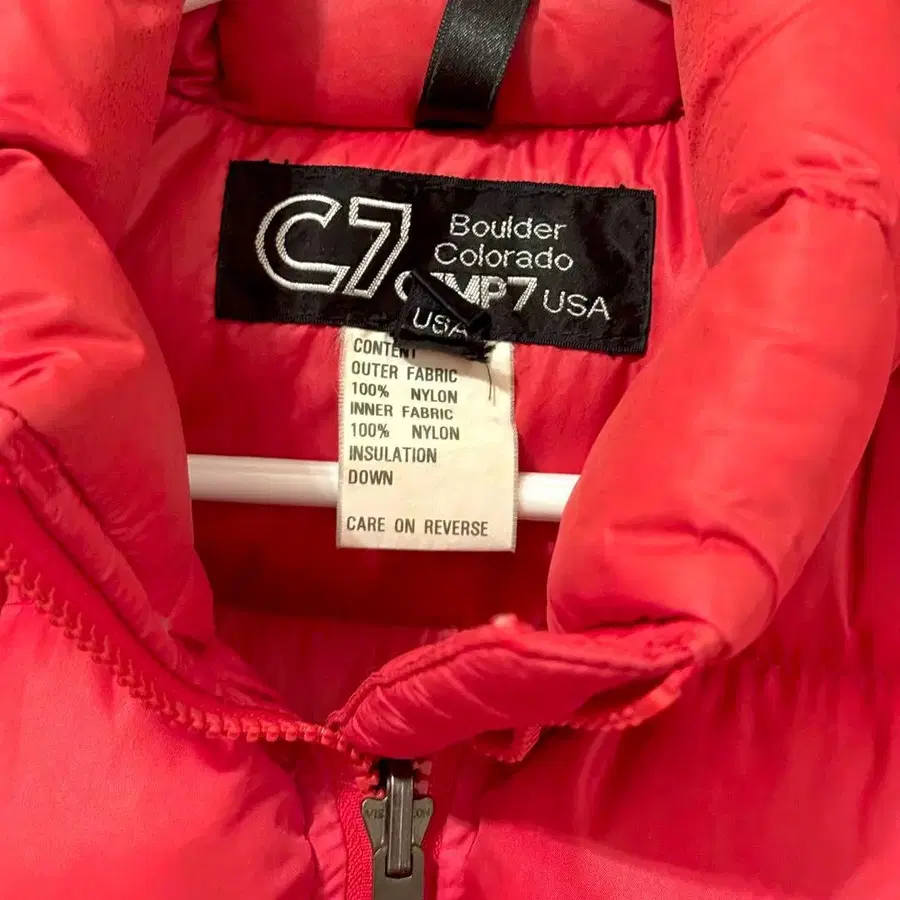 C7
Boulder
Colorado
CAMP7 USA
USA
CONTENT
OUTER FABRIC
100% NYLON
INNER FABRIC
100% NYLON
INSULATION
DOWN
CARE ON REVERSE